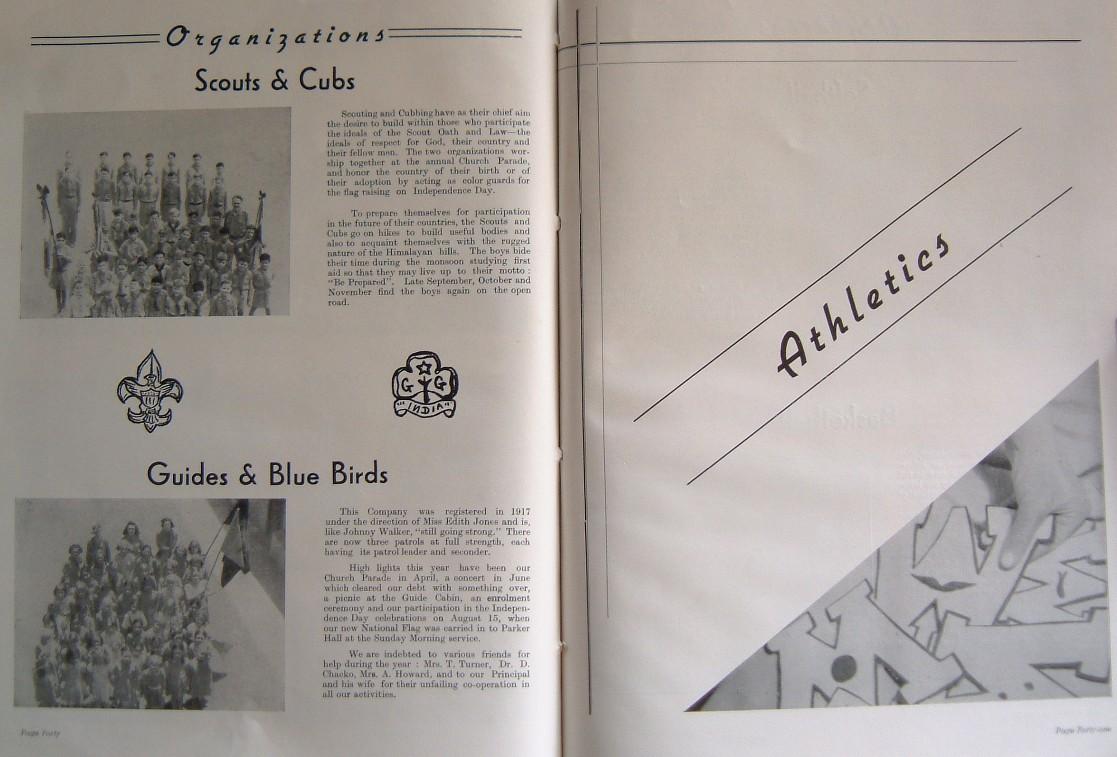 Organizations
Scouts & Cubs
Scouting and Cubbing have as their chief aim
the desire to build within those who participate
the ideals of the Scout Oath and Law—the
ideals of respect for God, their country and
their fellow men. The two organizations wor-
ship together at the annual Church Parade,
and honor the country of their birth or of
their adoption by acting as color guards for
the flag raising on Independence Day.
To prepare themselves for participation
in the future of their countries, the Scouts and
Cubs go on hikes to build useful bodies and
also to acquaint themselves with the rugged
nature of the Himalayan hills. The boys bide
their time during the monsoon studying first
aid so that they may live up to their motto :
"Be Prepared". Late September, October and
November find the boys again on the open
road.
G G
INDIA
Guides & Blue Birds
This Company was registered in 1917
under the direction of Miss Edith Jones and is,
like Johnny Walker, "still going strong." There
are now three patrols at full strength, each
having its patrol leader and seconder.
High lights this year have been our
Church Parade in April, a concert in June
which cleared our debt with something over,
a picnic at the Guide Cabin, an enrolment
ceremony and our participation in the Indepen-
dence Day celebrations on August 15, when
our new National Flag was carried in to Parker
Hall at the Sunday Morning service.
We are indebted to various friends for
help during the year : Mrs. T. Turner, Dr. D.
Chacko, Mrs. A. Howard, and to our Principal
and his wife for their unfailing co-operation in
all our activities.
Page Forty
Athletics
Page Forty-one